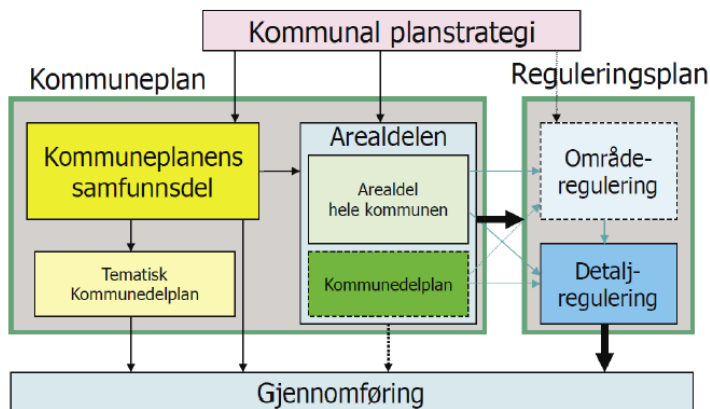 Kommunal planstrategi
Kommuneplan
Reguleringsplan
Kommuneplanens
samfunnsdel
Arealdelen
Arealdel
hele kommunen
Område-
regulering
Tematisk
Kommunedelplan
Kommunedelplan
Detalj-
regulering
Gjennomføring